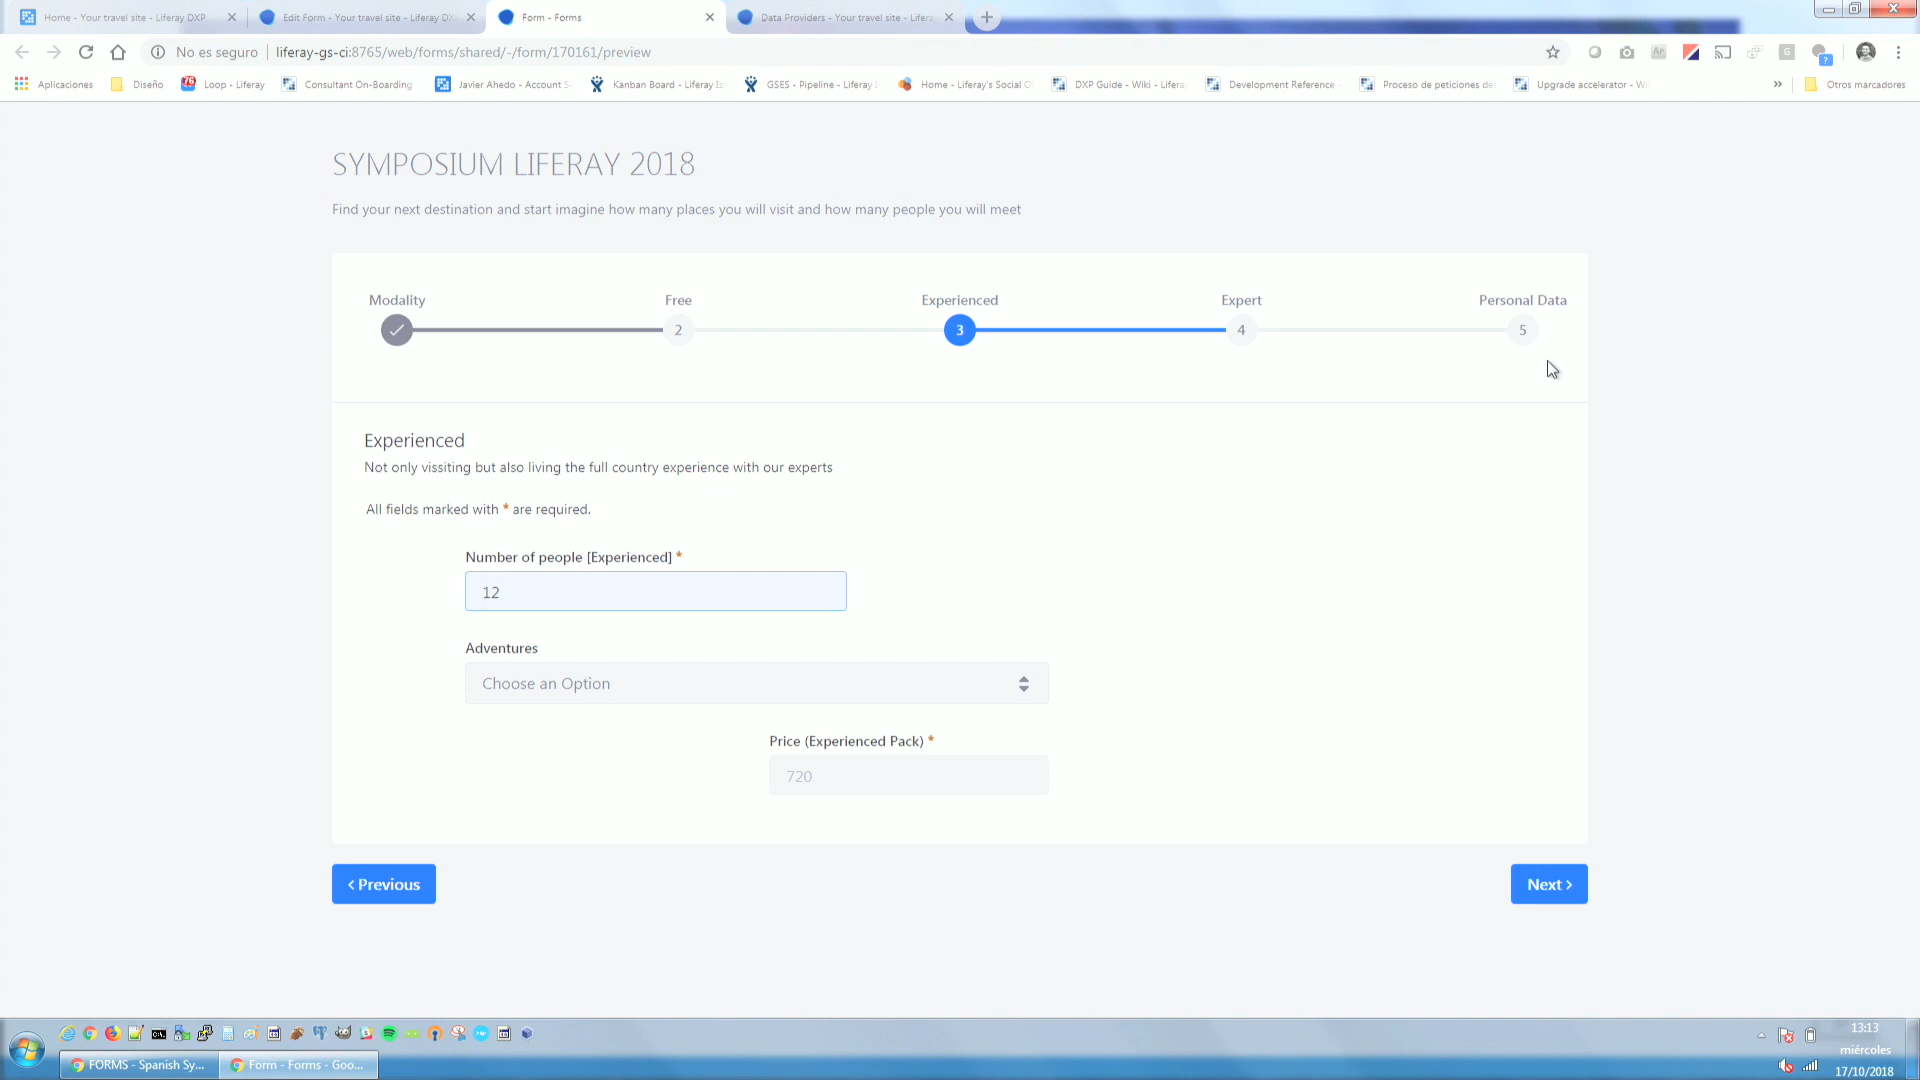 Home - Your travel site - Liferay DXP
Edit Form - Your travel site - Liferay DX
Form - Forms
Data Providers - Your travel site - Lifera
No es seguro
liferay-gs-ci:8765/web/forms/shared/-/form/170161/preview
Aplicaciones
Diseño
76
Loop - Liferay
Consultant On-Boarding
Javier Ahedo - Account S
Kanban Board - Liferay Is
GSES - Pipeline - Liferay
Home - Liferay's Social O
DXP Guide - Wiki - Lifera
Development Reference
Proceso de peticiones de
Upgrade accelerator - Wi
»
Otros marcadores
SYMPOSIUM LIFERAY 2018
Find your next destination and start imagine how many places you will visit and how many people you will meet
Modality
Free
Experienced
Expert
Personal Data
2
3
4
5
Experienced
Not only vissiting but also living the full country experience with our experts
All fields marked with * are required.
Number of people [Experienced] *
12
Adventures
Choose an Option
Price (Experienced Pack) *
720
‹ Previous
Next ›
13:13
miércoles
17/10/2018
FORMS - Spanish Sy...
Form - Forms - Goo...